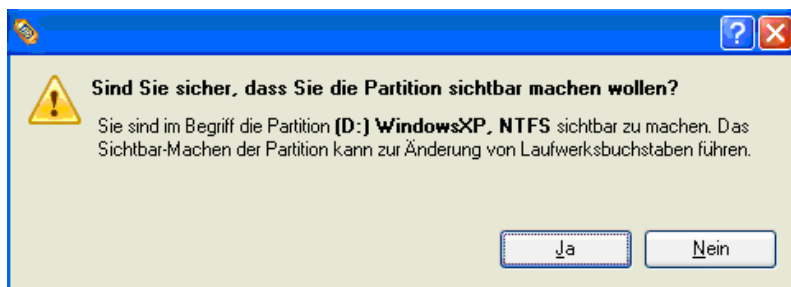 Sind Sie sicher, dass Sie die Partition sichtbar machen wollen?
Sie sind im Begriff die Partition (D:) WindowsXP, NTFS sichtbar zu machen. Das
Sichtbar-Machen der Partition kann zur Änderung von Laufwerksbuchstaben führen.
Ja Nein